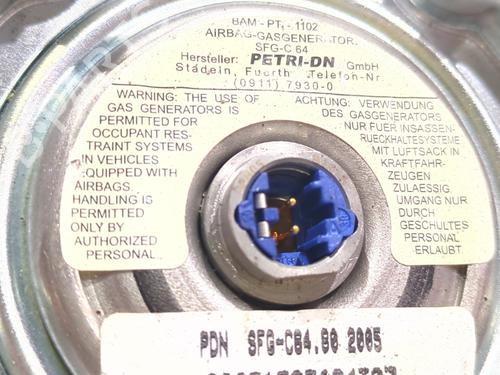 BAM - PT₁ - 1102
AIRBAG-GASGENERATOR
SFG-C 64
Hersteller: PETRI-DN GmbH
Stadeln, Fuerth Telefon-Nr.
(0911) 7930-0
WARNING: THE USE OF
GAS GENERATORS IS
PERMITTED FOR
OCCUPANT RES-
TRAINT SYSTEMS
IN VEHICLES
EQUIPPED WITH
AIRBAGS.
HANDLING IS
PERMITTED
ONLY BY
AUTHORIZED
PERSONAL.
ACHTUNG: VERWENDUNG
DES GASGENERATORS
NUR FUER INSASSEN-
RUECKHALTESYSTEME
MIT LUFTSACK IN
KRAFTFAHR-
ZEUGEN
ZULAESSIG.
UMGANG NUR
DURCH
GESCHULTES
PERSONAL
ERLAUBT.
PDN SFG-C64.90 2005